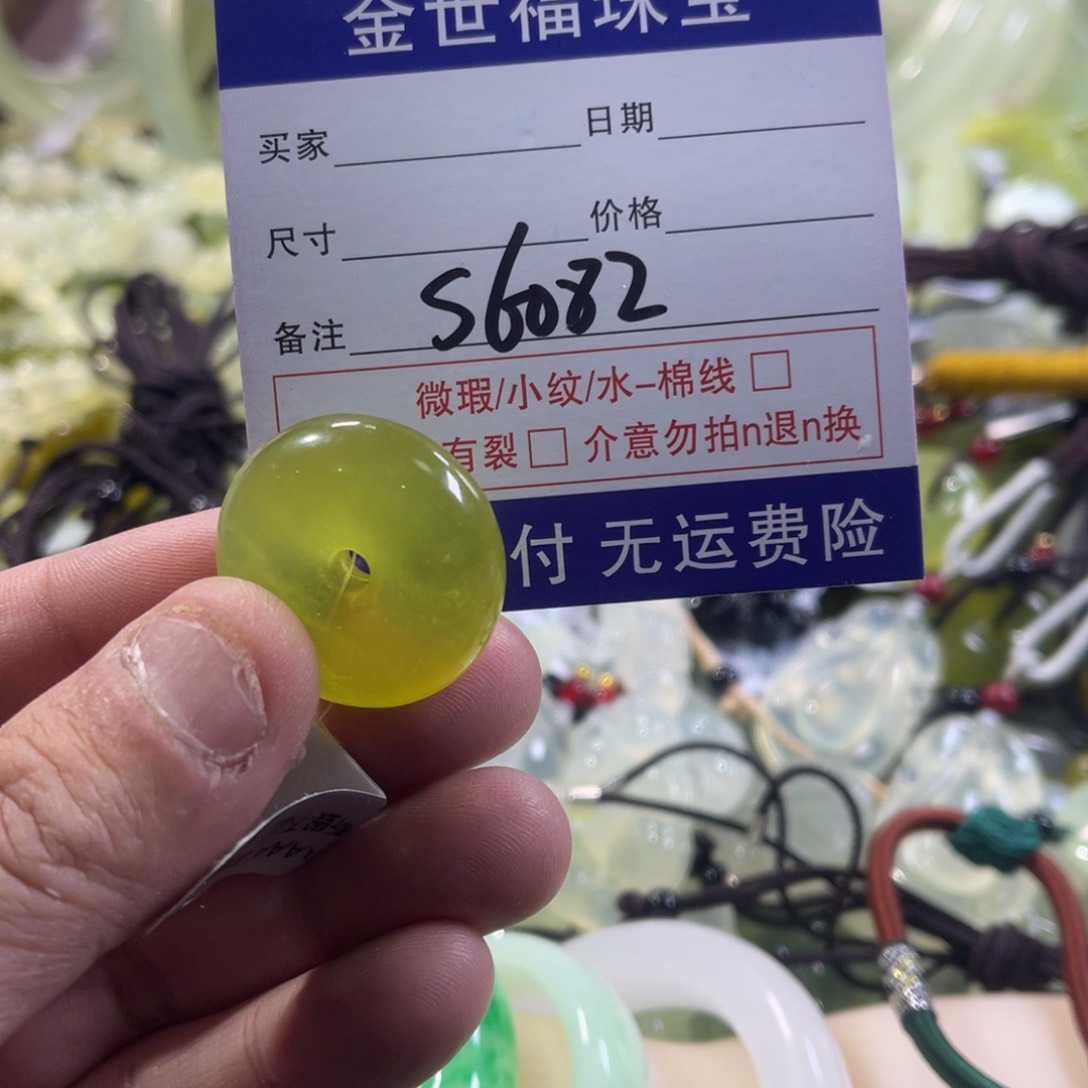 金世福珠宝
买家 日期
尺寸 价格
备注 S6082
微瑕/小纹/水-棉线 □
有裂 □ 介意勿拍n退n换
付 无运费险